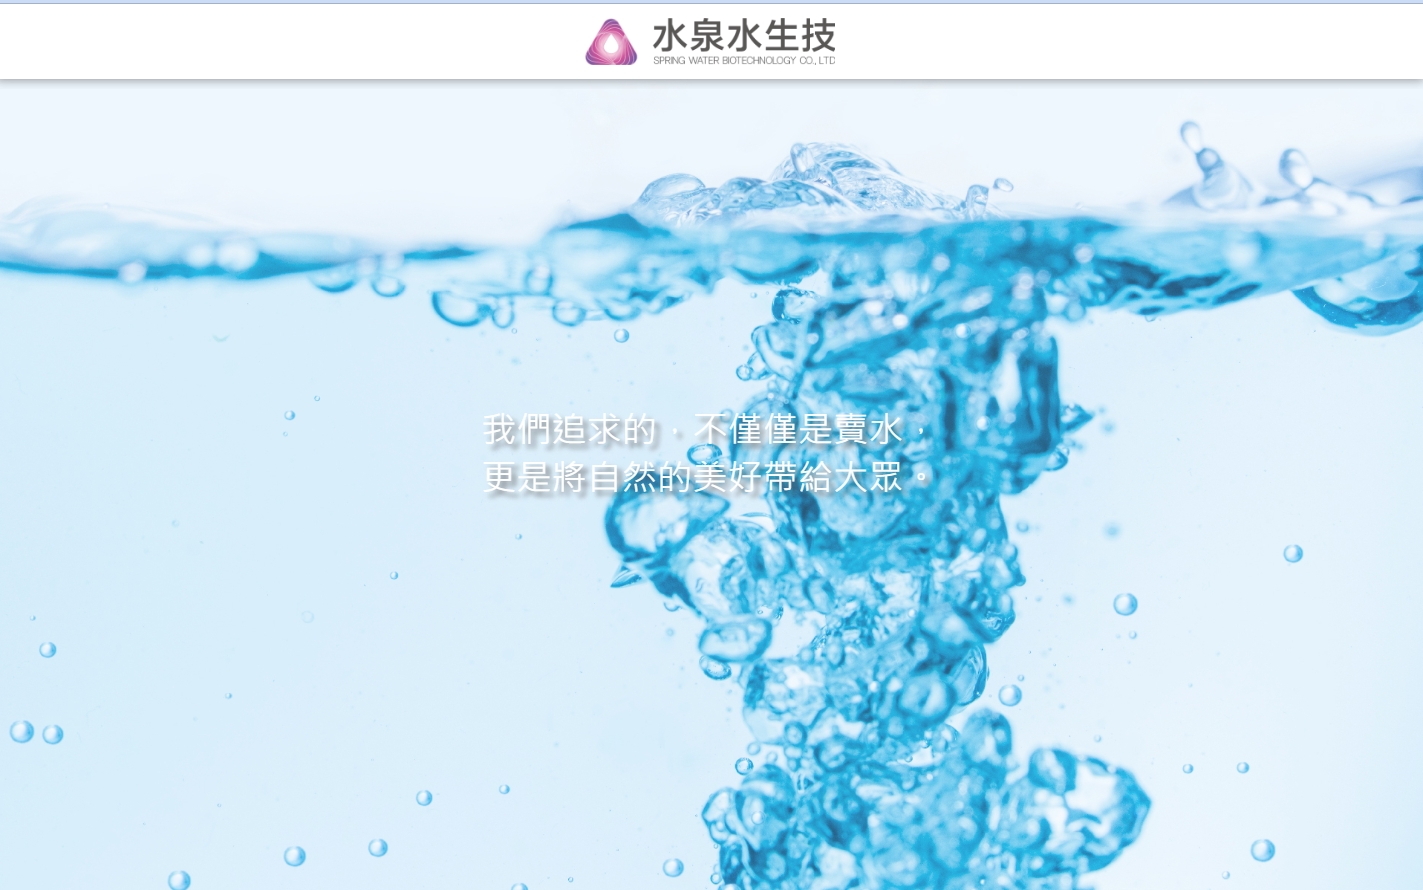 水泉水生技
SPRING WATER BIOTECHNOLOGY CO., LTD
我們追求的，不僅僅是賣水，
更是將自然的美好帶給大眾。